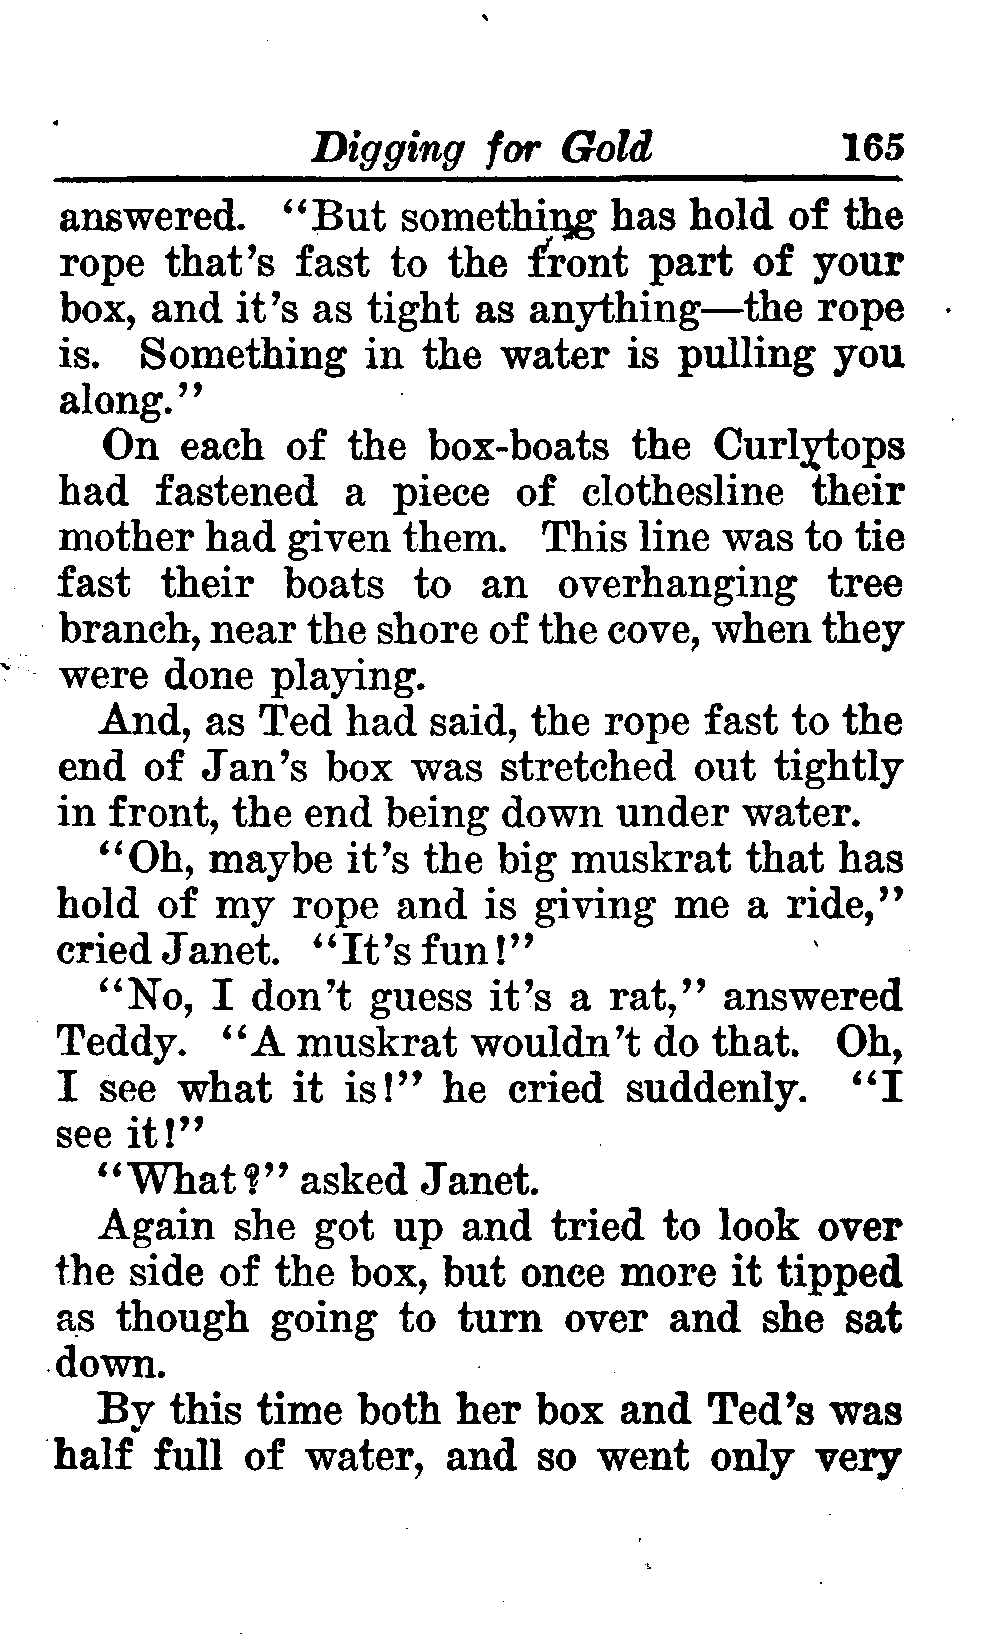 Digging for Gold 165
answered. “But something has hold of the
rope that’s fast to the front part of your
box, and it’s as tight as anything—the rope
is. Something in the water is pulling you
along.”
On each of the box-boats the Curlytops
had fastened a piece of clothesline their
mother had given them. This line was to tie
fast their boats to an overhanging tree
branch, near the shore of the cove, when they
were done playing.
And, as Ted had said, the rope fast to the
end of Jan’s box was stretched out tightly
in front, the end being down under water.
“Oh, maybe it’s the big muskrat that has
hold of my rope and is giving me a ride,”
cried Janet. “It’s fun!”
“No, I don’t guess it’s a rat,” answered
Teddy. “A muskrat wouldn’t do that. Oh,
I see what it is!” he cried suddenly. “I
see it!”
“What?” asked Janet.
Again she got up and tried to look over
the side of the box, but once more it tipped
as though going to turn over and she sat
down.
By this time both her box and Ted’s was
half full of water, and so went only very